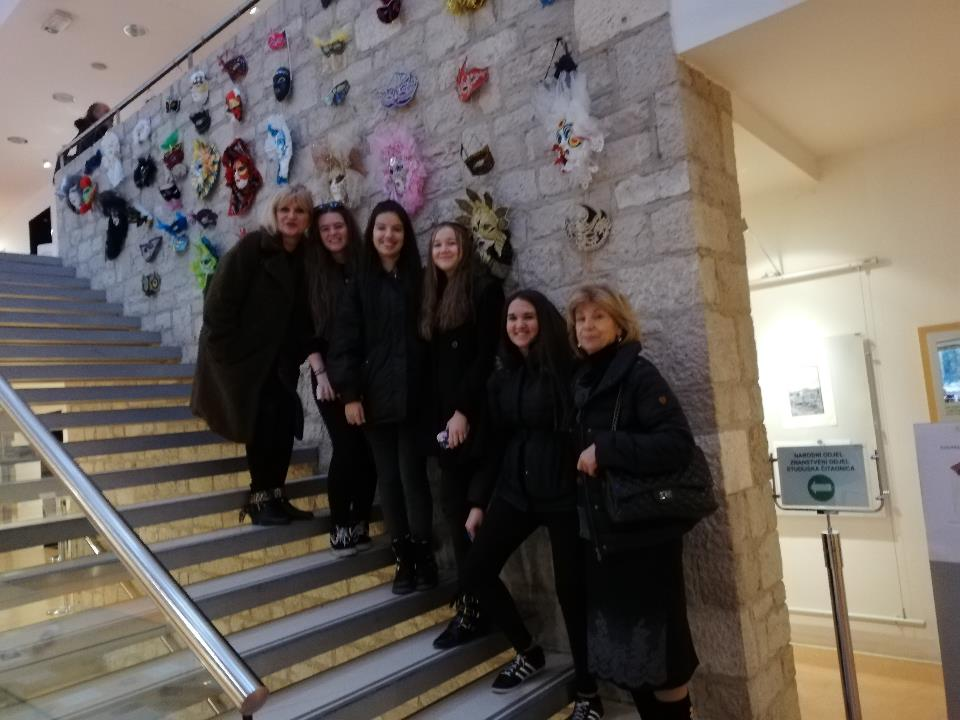 NARODNI ODJEL
ZNANSTVENI ODJEL
STUDIJSKA ČITAONICA